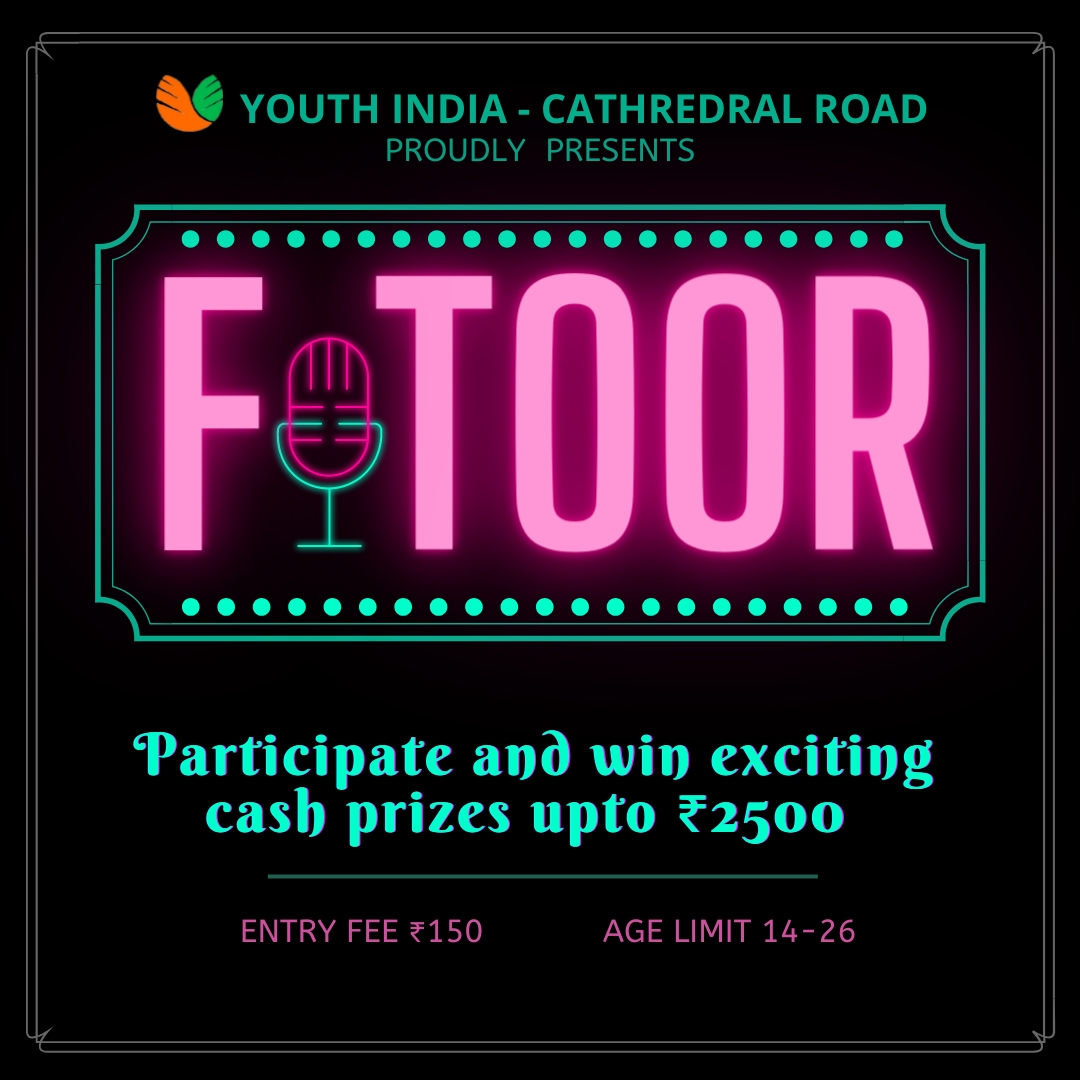 YOUTH INDIA - CATHREDRAL ROAD
PROUDLY PRESENTS
FITOOR
Participate and win exciting
cash prizes upto ₹2500
ENTRY FEE ₹150 AGE LIMIT 14-26